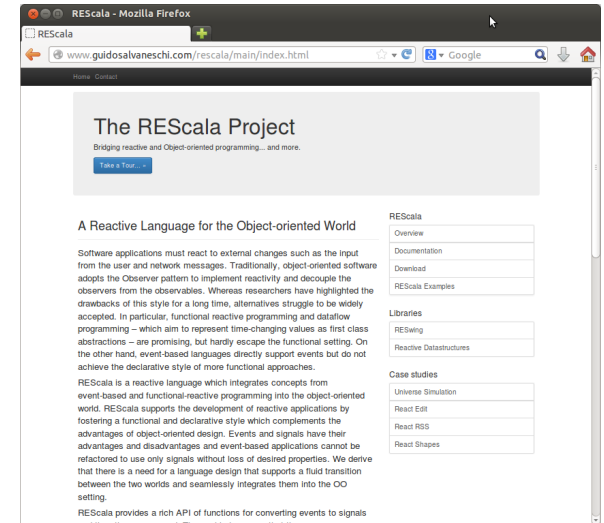 REScala - Mozilla Firefox
REScala
www.guidosalvaneschi.com/rescala/main/index.html
Google
Home Contact
The REScala Project
Bridging reactive and Object-oriented programming... and more.
Take a Tour... »
A Reactive Language for the Object-oriented World
Software applications must react to external changes such as the input
from the user and network messages. Traditionally, object-oriented software
adopts the Observer pattern to implement reactivity and decouple the
observers from the observables. Whereas researchers have highlighted the
drawbacks of this style for a long time, alternatives struggle to be widely
accepted. In particular, functional reactive programming and dataflow
programming – which aim to represent time-changing values as first class
abstractions – are promising, but hardly escape the functional setting. On
the other hand, event-based languages directly support events but do not
achieve the declarative style of more functional approaches.
REScala is a reactive language which integrates concepts from
event-based and functional-reactive programming into the object-oriented
world. REScala supports the development of reactive applications by
fostering a functional and declarative style which complements the
advantages of object-oriented design. Events and signals have their
advantages and disadvantages and event-based applications cannot be
refactored to use only signals without loss of desired properties. We derive
that there is a need for a language design that supports a fluid transition
between the two worlds and seamlessly integrates them into the OO
setting.
REScala provides a rich API of functions for converting events to signals
REScala
Overview
Documentation
Download
REScala Examples
Libraries
RESwing
Reactive Datastructures
Case studies
Universe Simulation
React Edit
React RSS
React Shapes